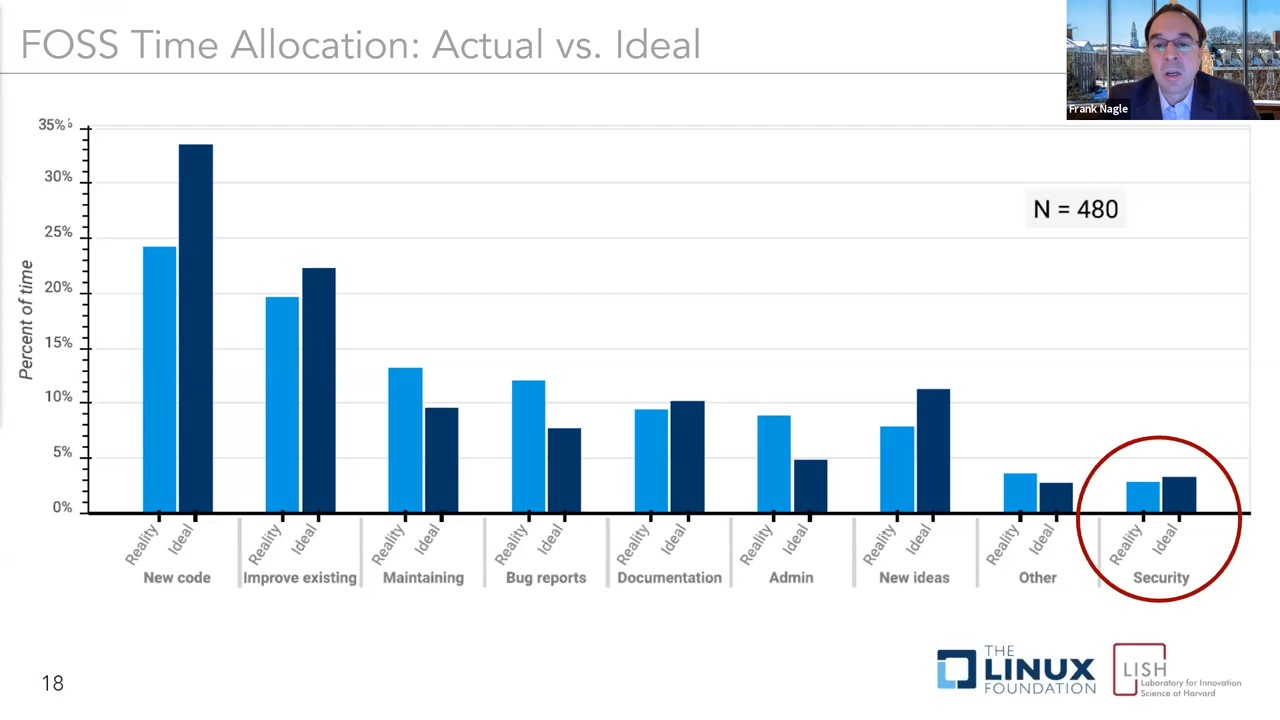 FOSS Time Allocation: Actual vs. Ideal
Frank Nagle
35%
30%
25%
20%
15%
10%
5%
0%
Percent of time
N = 480
Reality Ideal Reality Ideal Reality Ideal Reality Ideal Reality Ideal Reality Ideal Reality Ideal Reality Ideal Reality Ideal
New code Improve existing Maintaining Bug reports Documentation Admin New ideas Other Security
18
THE
LINUX
FOUNDATION
LISH
Laboratory for Innovation
Science at Harvard